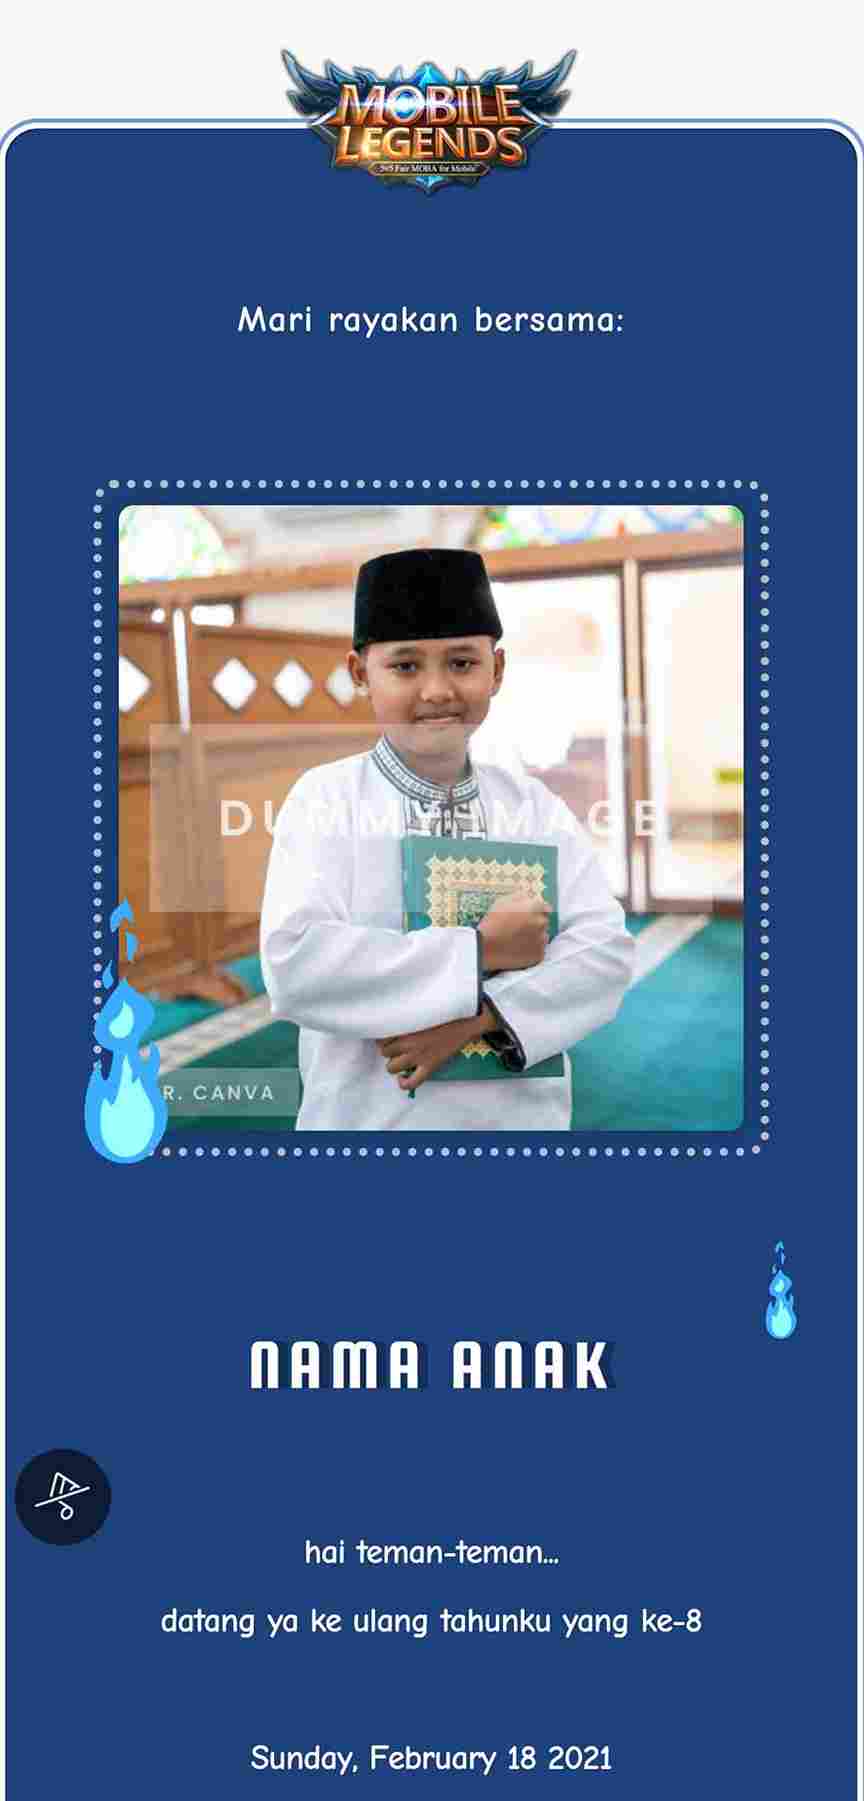 MOBILE
LEGENDS
5v5 Fair MOBA for Mobile
Mari rayakan bersama:
DUMMY IMAGE
R. CANVA
NAMA ANAK
hai teman-teman...
datang ya ke ulang tahunku yang ke-8
Sunday, February 18 2021